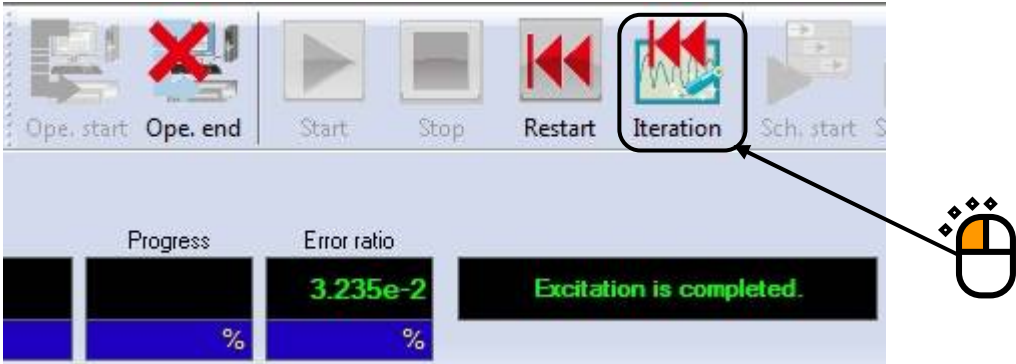 Ope. start Ope. end Start Stop Restart Iteration Sch. start
Progress Error ratio
3.235e-2 Excitation is completed.
% %